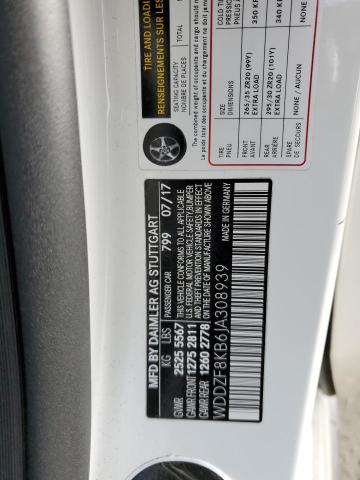 TIRE AND LOADI
RENSEIGNEMENTS SUR LES
SEATING CAPACITY
NOMBRE DE PLACES
TOTAL
The combined weight of occupants and cargo should
Le poids total des occupants et du chargement ne doit jamais
TIRE
PNEU
SIZE
DIMENSIONS
COLD TI
PRESSION
PNEUS A
FRONT
AVANT
265/35 ZR20 (99Y)
EXTRA LOAD
350 KP
REAR
ARRIÈRE
295/30 ZR20 (101Y)
EXTRA LOAD
340 KP
SPARE
DE SECOURS
NONE / AUCUN
NONE
MFD BY DAIMLER AG STUTTGART
KG LBS PASSENGER CAR 799 07/17
GVWR 2525 5567
GAWR FRONT 1275 2811
GAWR REAR 1260 2778
THIS VEHICLE CONFORMS TO ALL APPLICABLE
U.S. FEDERAL MOTOR VEHICLE SAFETY, BUMPER
AND THEFT PREVENTION STANDARDS IN EFFECT
ON THE DATE OF MANUFACTURE SHOWN ABOVE
MADE IN GERMANY
WDDZF8KB6JA308939